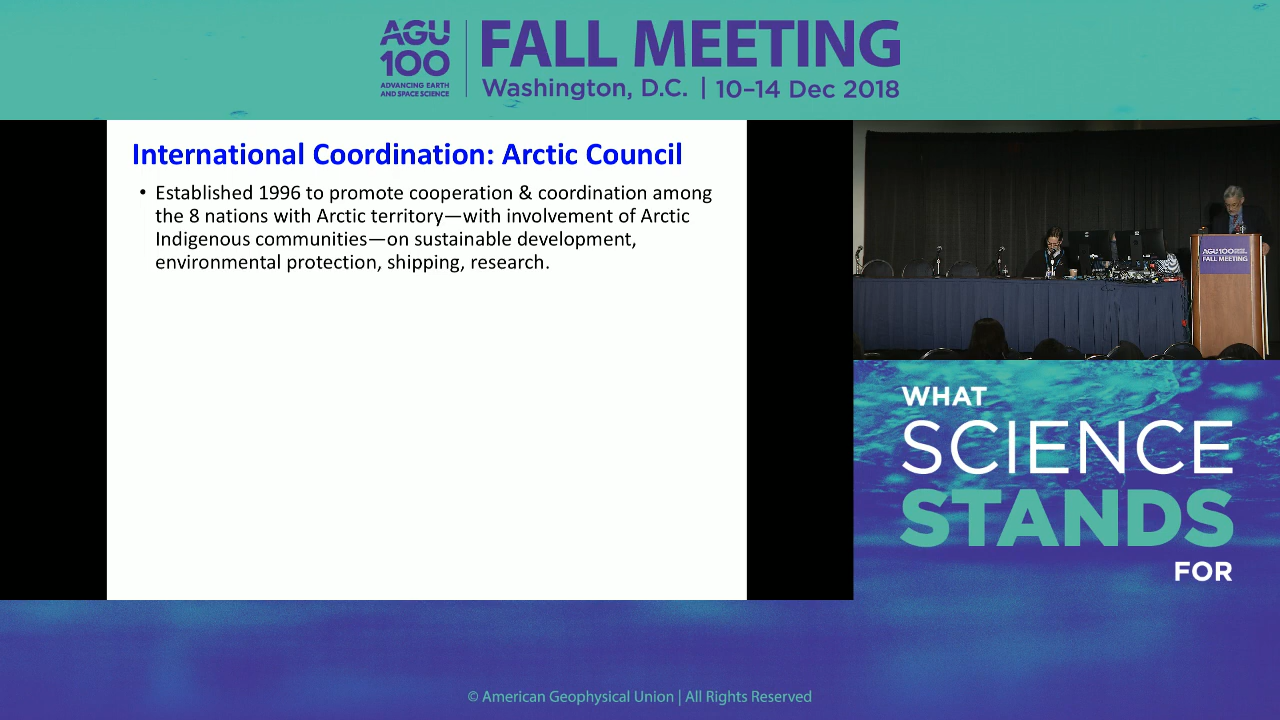 AGU
100
ADVANCING EARTH
AND SPACE SCIENCE
FALL MEETING
Washington, D.C. | 10–14 Dec 2018
International Coordination: Arctic Council
• Established 1996 to promote cooperation & coordination among
the 8 nations with Arctic territory—with involvement of Arctic
Indigenous communities—on sustainable development,
environmental protection, shipping, research.
AGU100
FALL MEETING
WHAT
SCIENCE
STANDS
FOR
© American Geophysical Union | All Rights Reserved